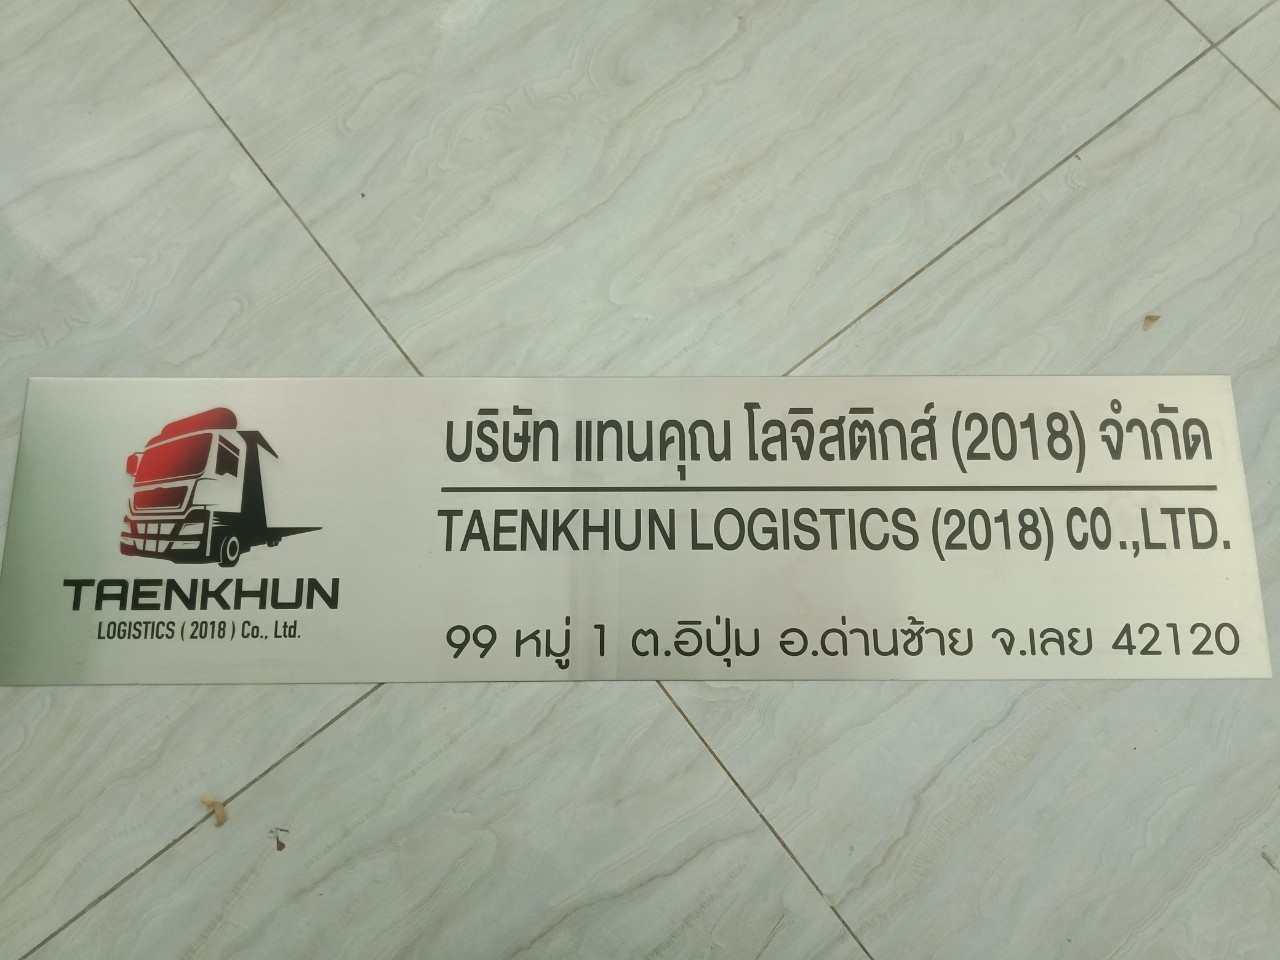 TAENKHUN
LOGISTICS ( 2018 ) Co., Ltd.
บริษัท แทนคุณ โลจิสติกส์ (2018) จำกัด
TAENKHUN LOGISTICS (2018) CO.,LTD.
99 หมู่ 1 ต.อิปุ่ม อ.ด่านซ้าย จ.เลย 42120